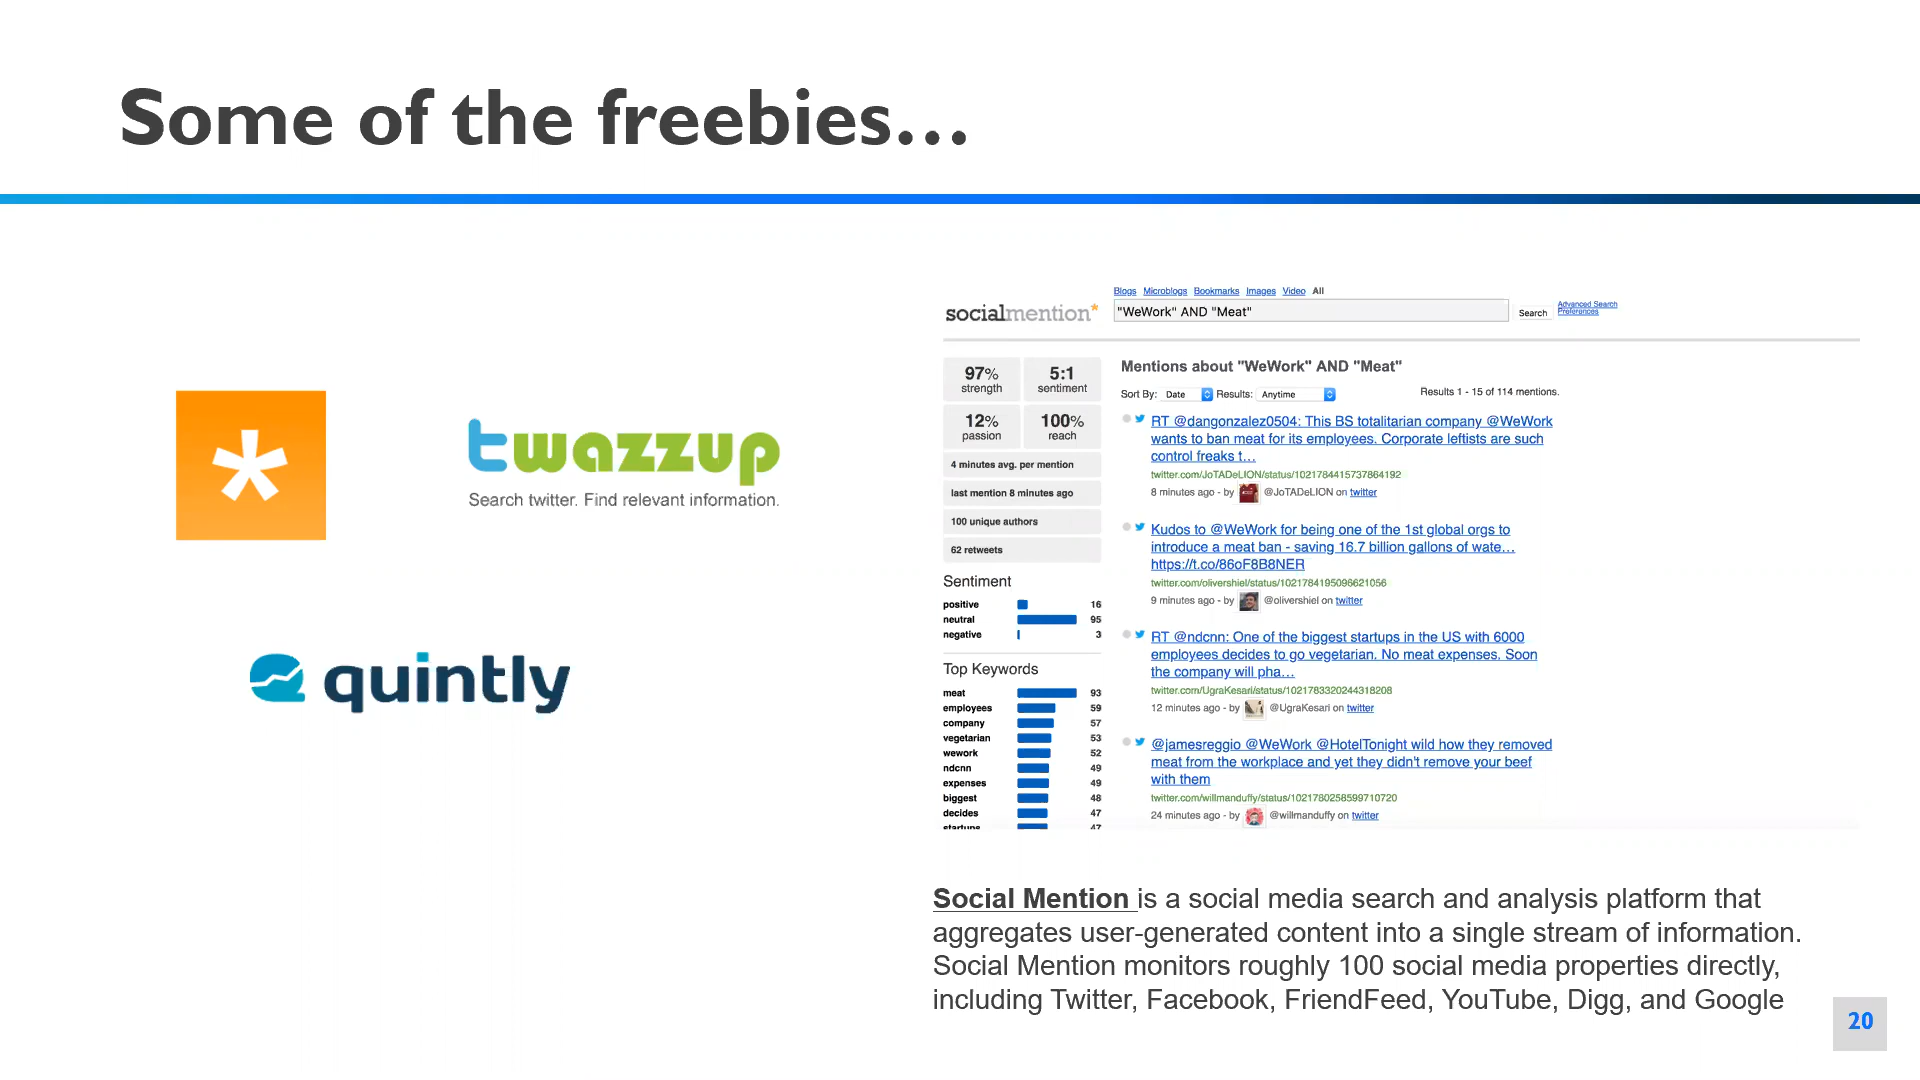 Some of the freebies…
twazzup
Search twitter. Find relevant information.
quintly
Blogs Microblogs Bookmarks Images Video All
socialmention*
"WeWork" AND "Meat"
Search
Advanced Search
Preferences
97% strength
5:1 sentiment
12% passion
100% reach
4 minutes avg. per mention
last mention 8 minutes ago
100 unique authors
62 retweets
Sentiment
positive 16
neutral 95
negative 3
Top Keywords
meat 93
employees 59
company 57
vegetarian 53
wework 52
ndcnn 49
expenses 49
biggest 48
decides 47
startups 47
Mentions about "WeWork" AND "Meat"
Sort By: Date Results: Anytime
Results 1 - 15 of 114 mentions.
RT @dangonzalez0504: This BS totalitarian company @WeWork
wants to ban meat for its employees. Corporate leftists are such
control freaks t…
twitter.com/JoTADeLION/status/1021784415737864192
8 minutes ago - by @JoTADeLION on twitter
Kudos to @WeWork for being one of the 1st global orgs to
introduce a meat ban - saving 16.7 billion gallons of wate…
https://t.co/86oF8B8NER
twitter.com/olivershiel/status/1021784195096621056
9 minutes ago - by @olivershiel on twitter
RT @ndcnn: One of the biggest startups in the US with 6000
employees decides to go vegetarian. No meat expenses. Soon
the company will pha…
twitter.com/UgraKesari/status/1021783320244318208
12 minutes ago - by @UgraKesari on twitter
@jamesreggio @WeWork @HotelTonight wild how they removed
meat from the workplace and yet they didn't remove your beef
with them
twitter.com/willmanduffy/status/1021780258599710720
24 minutes ago - by @willmanduffy on twitter
Social Mention is a social media search and analysis platform that
aggregates user-generated content into a single stream of information.
Social Mention monitors roughly 100 social media properties directly,
including Twitter, Facebook, FriendFeed, YouTube, Digg, and Google
20